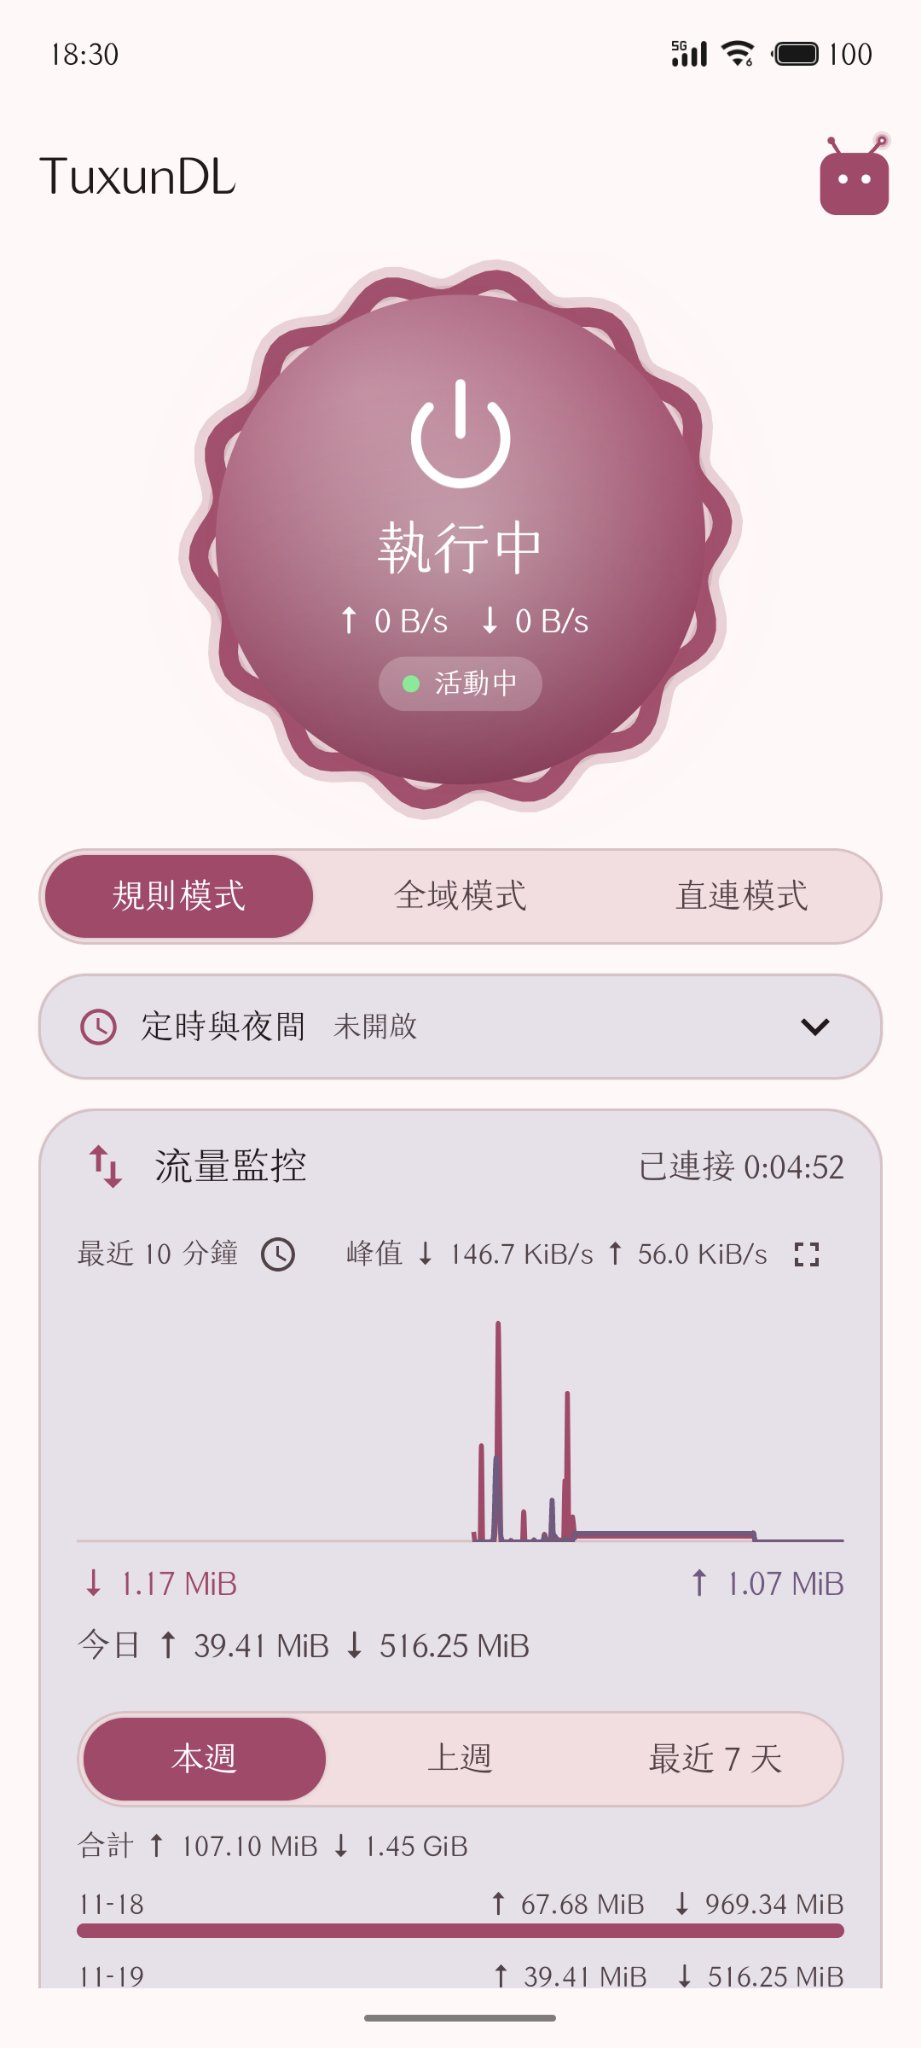 18:30 5G 6 100
TuxunDL
執行中
↑ 0 B/s ↓ 0 B/s
活動中
規則模式 全域模式 直連模式
定時與夜間 未開啟
流量監控 已連接 0:04:52
最近 10 分鐘 峰值 ↓ 146.7 KiB/s ↑ 56.0 KiB/s
↓ 1.17 MiB ↑ 1.07 MiB
今日 ↑ 39.41 MiB ↓ 516.25 MiB
本週 上週 最近 7 天
合計 ↑ 107.10 MiB ↓ 1.45 GiB
11-18 ↑ 67.68 MiB ↓ 969.34 MiB
11-19 ↑ 39.41 MiB ↓ 516.25 MiB